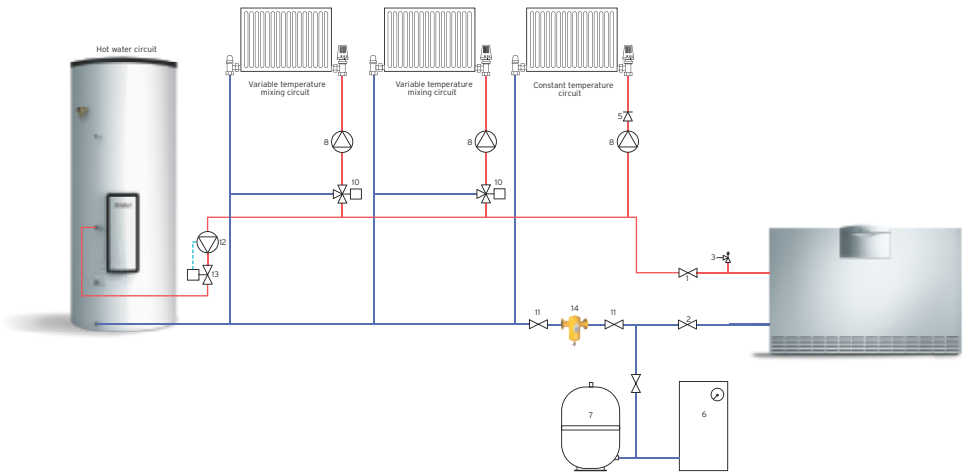 Hot water circuit
Variable temperature
mixing circuit
Variable temperature
mixing circuit
Constant temperature
circuit
5
8
8
8
10
10
12
13
3
1
11
14
11
2
7
6